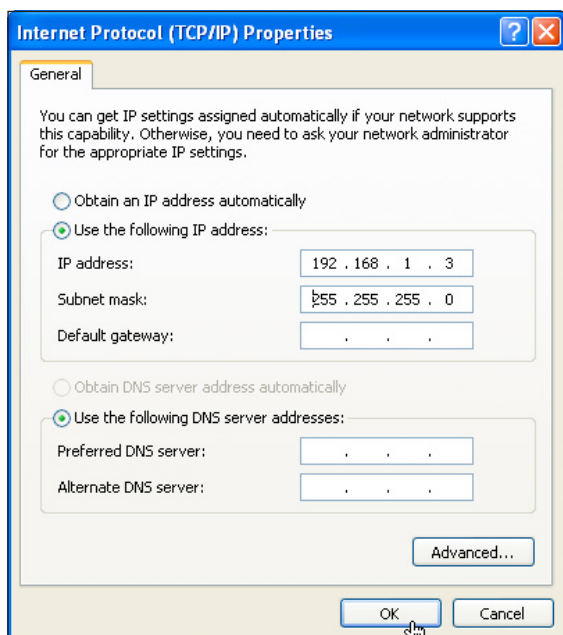 Internet Protocol (TCP/IP) Properties
General
You can get IP settings assigned automatically if your network supports
this capability. Otherwise, you need to ask your network administrator
for the appropriate IP settings.
Obtain an IP address automatically
Use the following IP address:
IP address: 192 . 168 . 1 . 3
Subnet mask: 255 . 255 . 255 . 0
Default gateway: . . .
Obtain DNS server address automatically
Use the following DNS server addresses:
Preferred DNS server: . . .
Alternate DNS server: . . .
Advanced...
OK Cancel